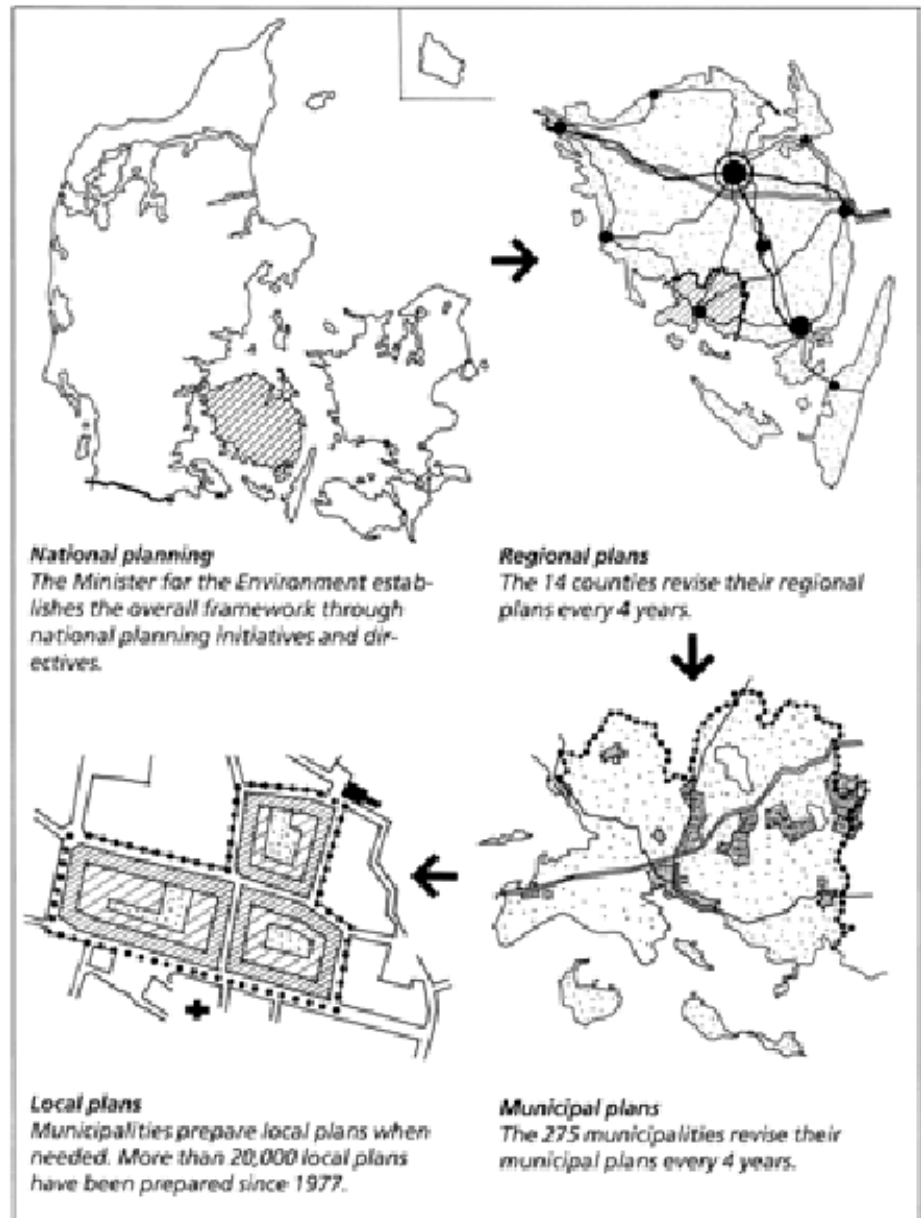 National planning
The Minister for the Environment estab-
lishes the overall framework through
national planning initiatives and dir-
ectives.
Regional plans
The 14 counties revise their regional
plans every 4 years.
Local plans
Municipalities prepare local plans when
needed. More than 20,000 local plans
have been prepared since 1977.
Municipal plans
The 275 municipalities revise their
municipal plans every 4 years.